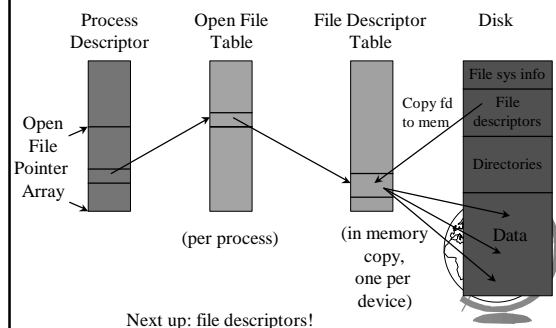 Process
Descriptor
Open File
Table
File Descriptor
Table
Disk
File sys info
File
descriptors
Directories
Data
Copy fd
to mem
Open
File
Pointer
Array
(per process)
(in memory
copy,
one per
device)
Next up: file descriptors!